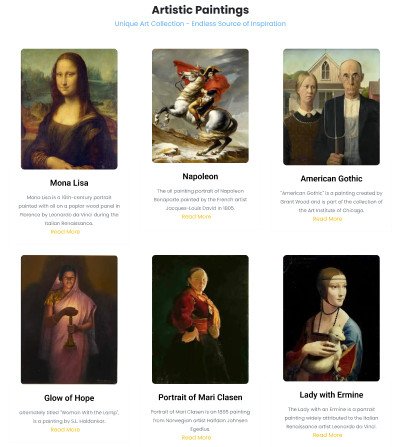 Artistic Paintings
Unique Art Collection - Endless Source of Inspiration
Mona Lisa
Mona Lisa is a 16th-century portrait
painted with oil on a poplar wood panel in
Florence by Leonardo da Vinci during the
Italian Renaissance.
Read More
Napoleon
The oil painting portrait of Napoleon
Bonaparte painted by the French artist
Jacques-Louis David in 1805.
Read More
American Gothic
"American Gothic" is a painting created by
Grant Wood and is part of the collection of
the Art Institute of Chicago.
Read More
Glow of Hope
Alternately titled "Woman With the Lamp",
is a painting by S.L. Haldankar.
Read More
Portrait of Mari Clasen
Portrait of Mari Clasen is an painting
from Norwegian artist Halfdan Johnsen
Egedius.
Read More
Lady with Ermine
The Lady with an Ermine is a portrait
painting widely attributed to the Italian
Renaissance artist Leonardo da Vinci.
Read More